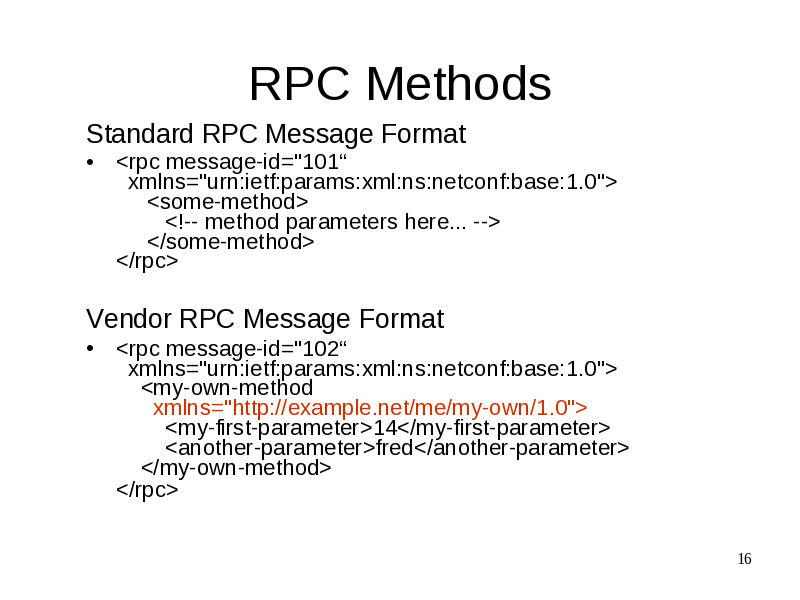 RPC Methods
Standard RPC Message Format
• <rpc message-id="101“
xmlns="urn:ietf:params:xml:ns:netconf:base:1.0">
<some-method>
<!-- method parameters here... -->
</some-method>
</rpc>
Vendor RPC Message Format
• <rpc message-id="102“
xmlns="urn:ietf:params:xml:ns:netconf:base:1.0">
<my-own-method
xmlns="http://example.net/me/my-own/1.0">
<my-first-parameter>14</my-first-parameter>
<another-parameter>fred</another-parameter>
</my-own-method>
</rpc>
16